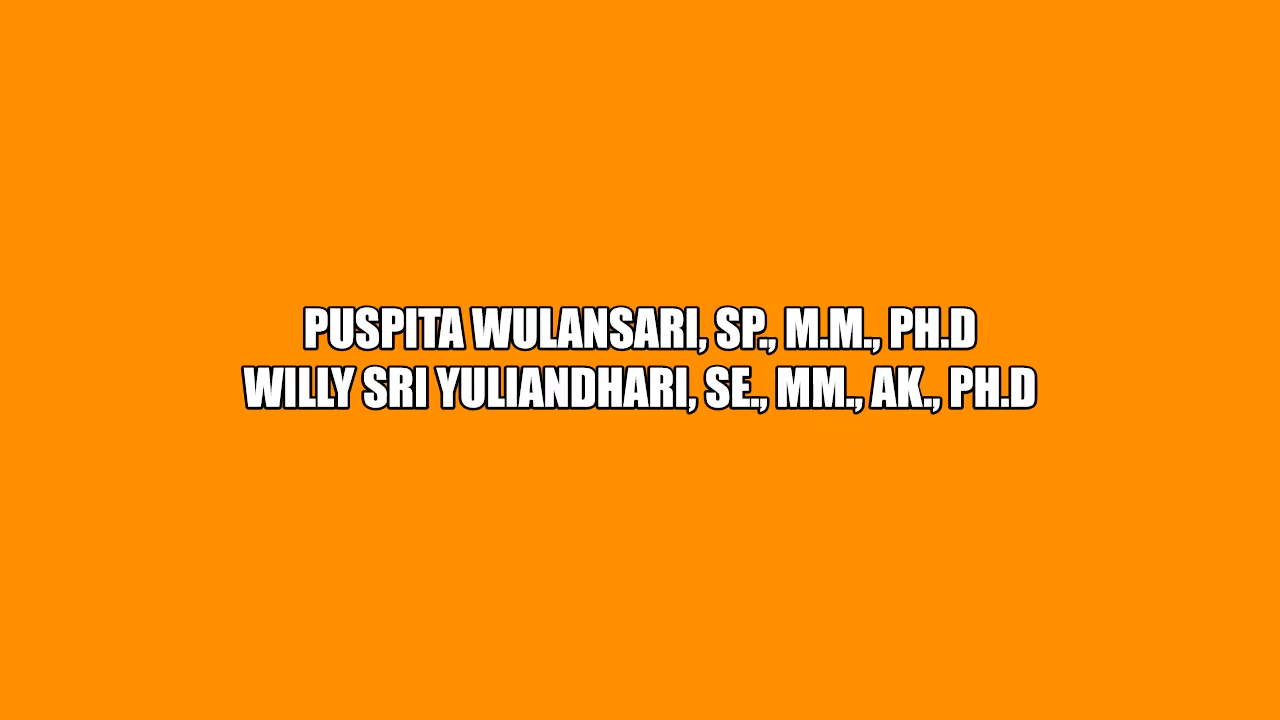 PUSPITA WULANSARI, SP., M.M., PH.D
WILLY SRI YULIANDHARI, SE., MM., AK., PH.D